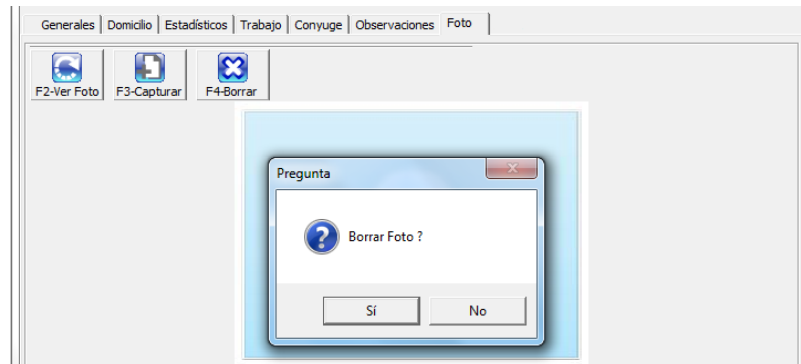 Generales Domicilio Estadísticos Trabajo Conyuge Observaciones Foto
F2-Ver Foto F3-Capturar F4-Borrar
Pregunta
Borrar Foto ?
Sí No